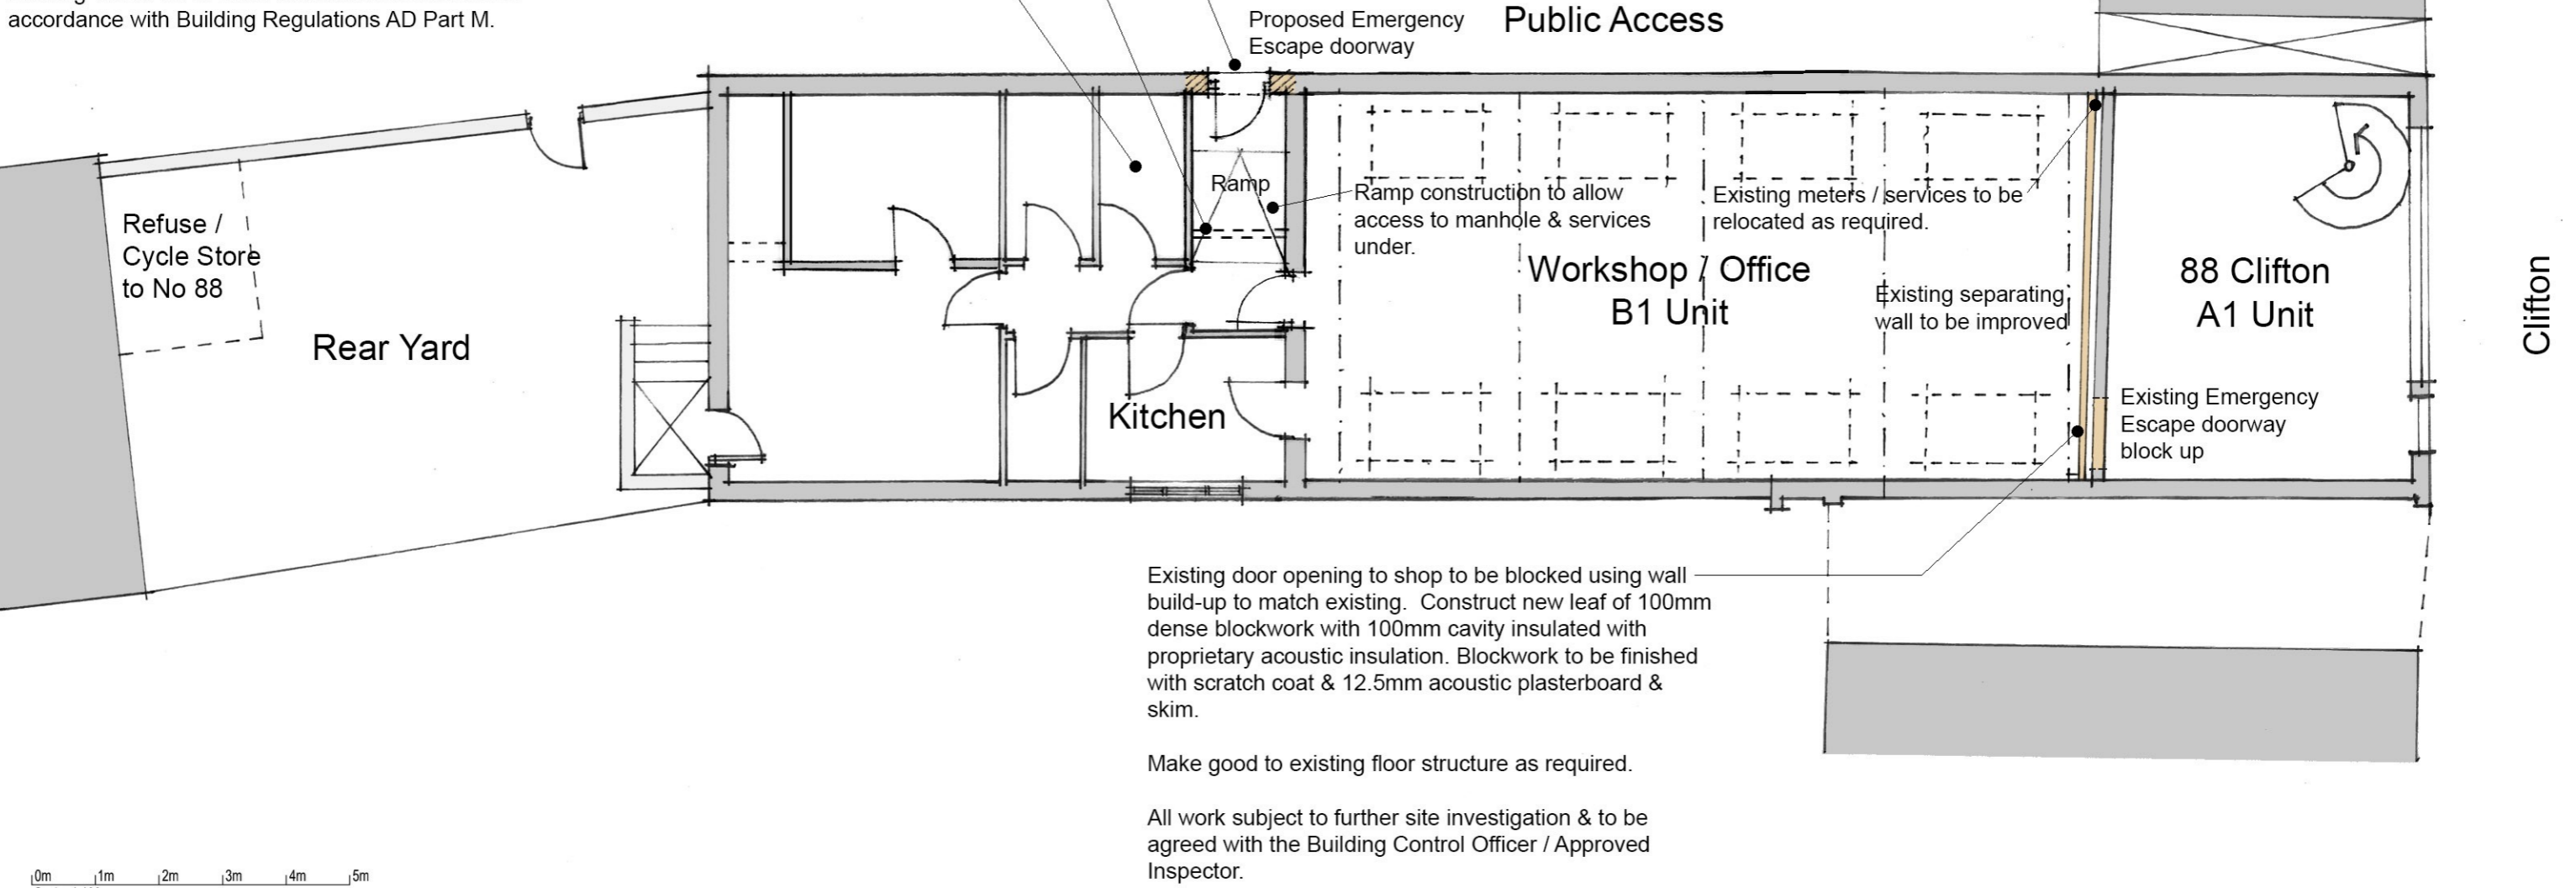 accordance with Building Regulations AD Part M.
Proposed Emergency
Escape doorway
Public Access
Refuse /
Cycle Store
to No 88
Rear Yard
Ramp
Ramp construction to allow
access to manhole & services
under.
Existing meters / services to be
relocated as required.
Workshop / Office
B1 Unit
Existing separating
wall to be improved
88 Clifton
A1 Unit
Clifton
Kitchen
Existing Emergency
Escape doorway
block up
Existing door opening to shop to be blocked using wall
build-up to match existing.  Construct new leaf of 100mm
dense blockwork with 100mm cavity insulated with
proprietary acoustic insulation. Blockwork to be finished
with scratch coat & 12.5mm acoustic plasterboard &
skim.
Make good to existing floor structure as required.
All work subject to further site investigation & to be
agreed with the Building Control Officer / Approved
Inspector.
0m 1m 2m 3m 4m 5m